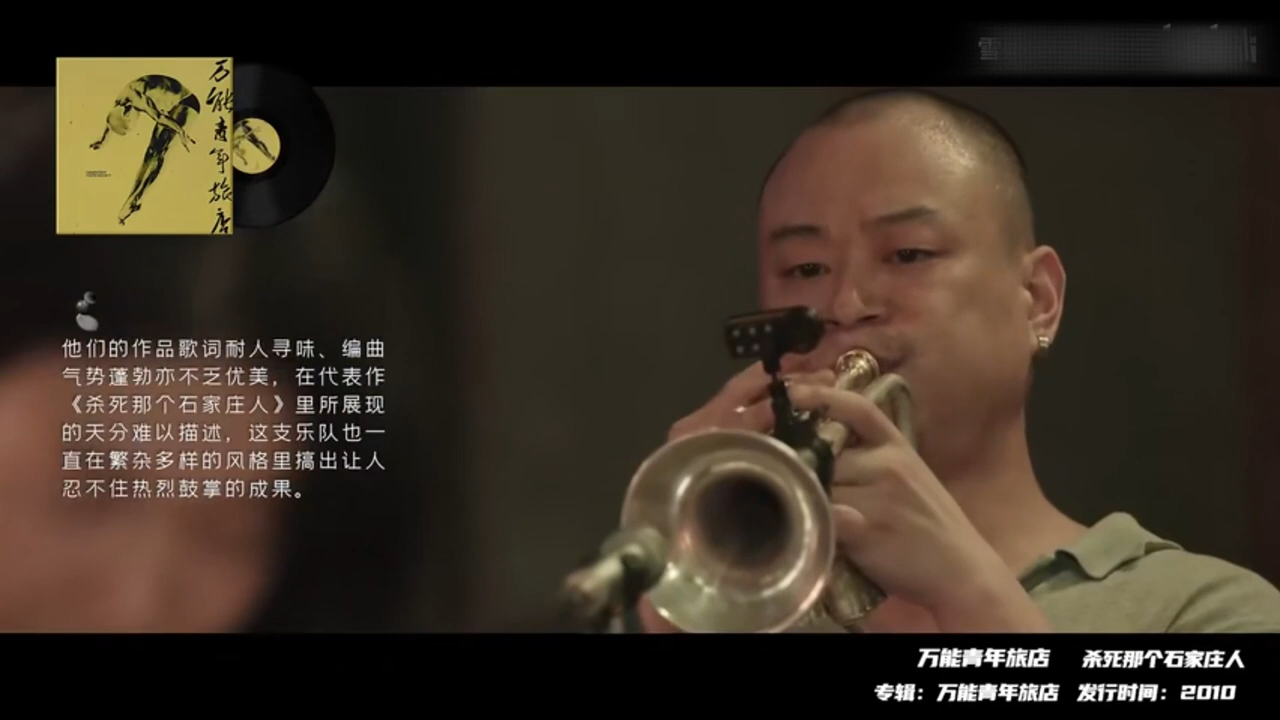 万能青年旅店
他们的作品歌词耐人寻味、编曲
气势蓬勃亦不乏优美，在代表作
《杀死那个石家庄人》里所展现
的天分难以描述，这支乐队也一
直在繁杂多样的风格里搞出让人
忍不住热烈鼓掌的成果。
万能青年旅店 杀死那个石家庄人
专辑：万能青年旅店 发行时间：2010